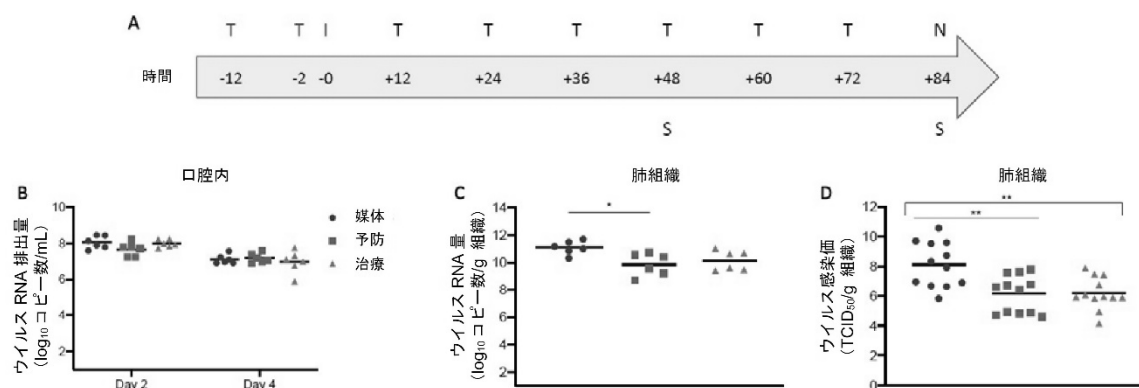 A
T T I T T T T T T N
時間 -12 -2 -0 +12 +24 +36 +48 +60 +72 +84
S S
B
口腔内
ウイルス RNA 排出量
(log₁₀ コピー数/mL)
10
8
6
4
2
Day 2 Day 4
媒体
予防
治療
C
肺組織
ウイルス RNA 量
(log₁₀ コピー数/g 組織)
14
12
10
8
6
4
2
*
D
肺組織
ウイルス感染価
(TCID₅₀/g 組織)
12
10
8
6
4
2
0
**
**